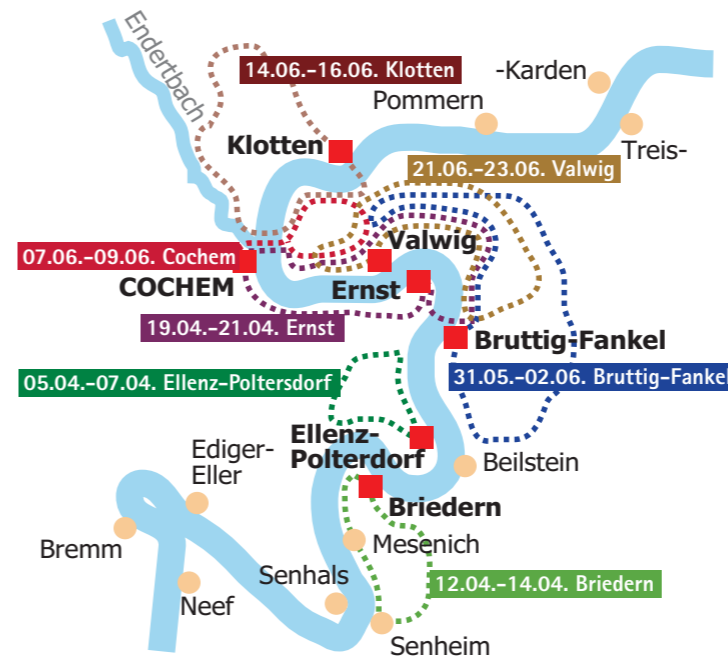 Endertbach
14.06.-16.06. Klotten
-Karden
Pommern
Klotten
Treis-
21.06.-23.06. Valwig
Valwig
07.06.-09.06. Cochem
COCHEM
Ernst
19.04.-21.04. Ernst
Bruttig-Fankel
05.04.-07.04. Ellenz-Poltersdorf
31.05.-02.06. Bruttig-Fankel
Ellenz-
Polterdorf
Ediger-
Eller
Beilstein
Briedern
Bremm
Mesenich
Senhals
12.04.-14.04. Briedern
Neef
Senheim